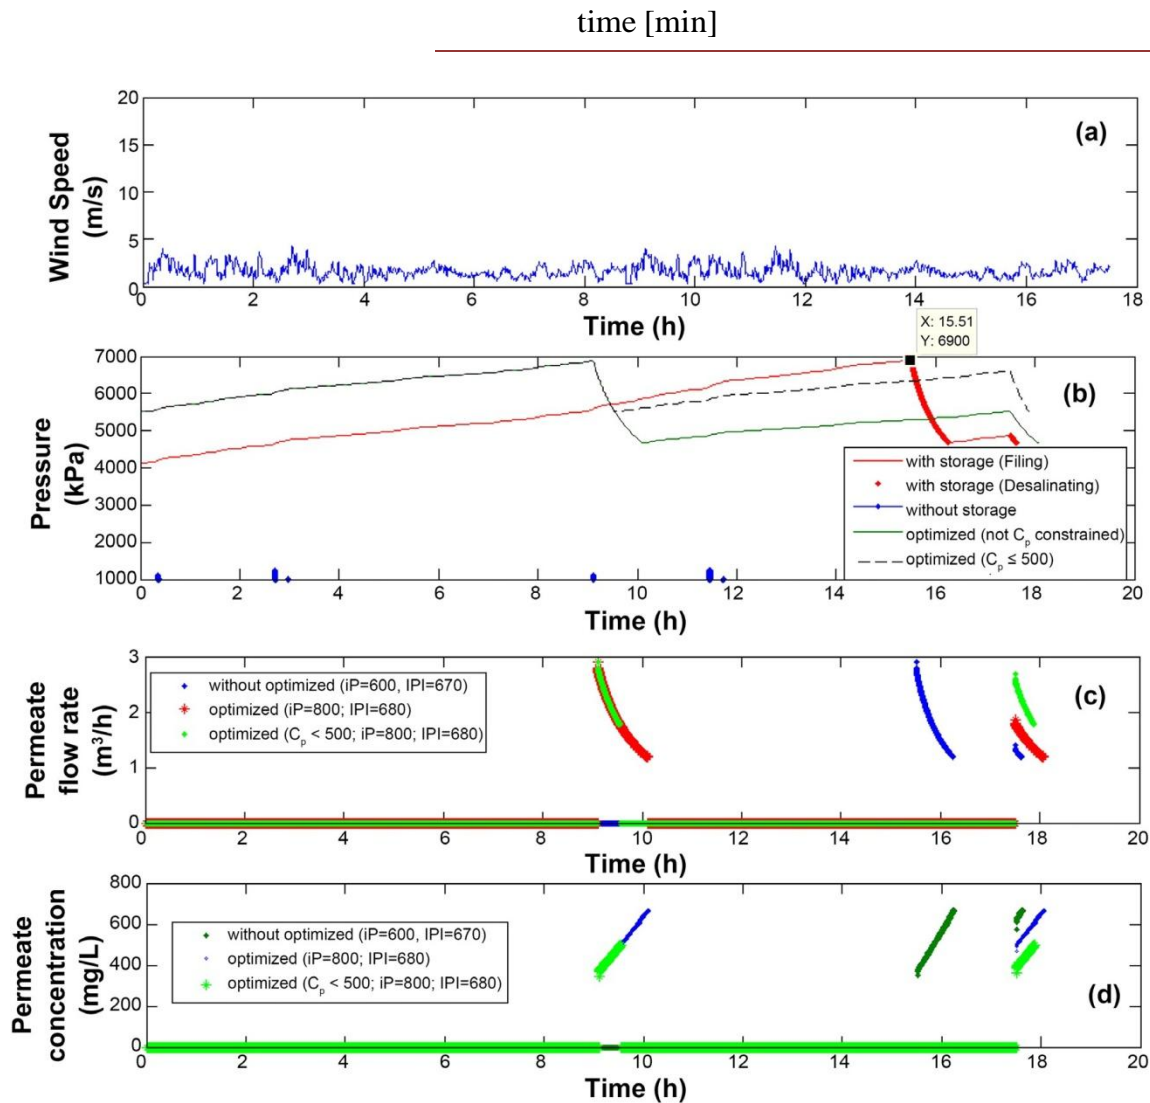 time [min]
20
15
10
5
0
Wind Speed
(m/s)
(a)
0 2 4 6 8 10 12 14 16 18
Time (h)
X: 15.51
Y: 6900
7000
6000
5000
4000
3000
2000
1000
Pressure
(kPa)
(b)
with storage (Filing)
with storage (Desalinating)
without storage
optimized (not Cp constrained)
optimized (Cp ≤ 500)
0 2 4 6 8 10 12 14 16 18 20
Time (h)
3
2
1
0
Permeate
flow rate
(m³/h)
(c)
without optimized (iP=600, IPI=670)
optimized (iP=800; IPI=680)
optimized (Cp < 500; iP=800; IPI=680)
0 2 4 6 8 10 12 14 16 18 20
Time (h)
800
600
400
200
0
Permeate
concentration
(mg/L)
without optimized (iP=600, IPI=670)
optimized (iP=800; IPI=680)
optimized (Cp < 500; iP=800; IPI=680)
(d)
0 2 4 6 8 10 12 14 16 18 20
Time (h)